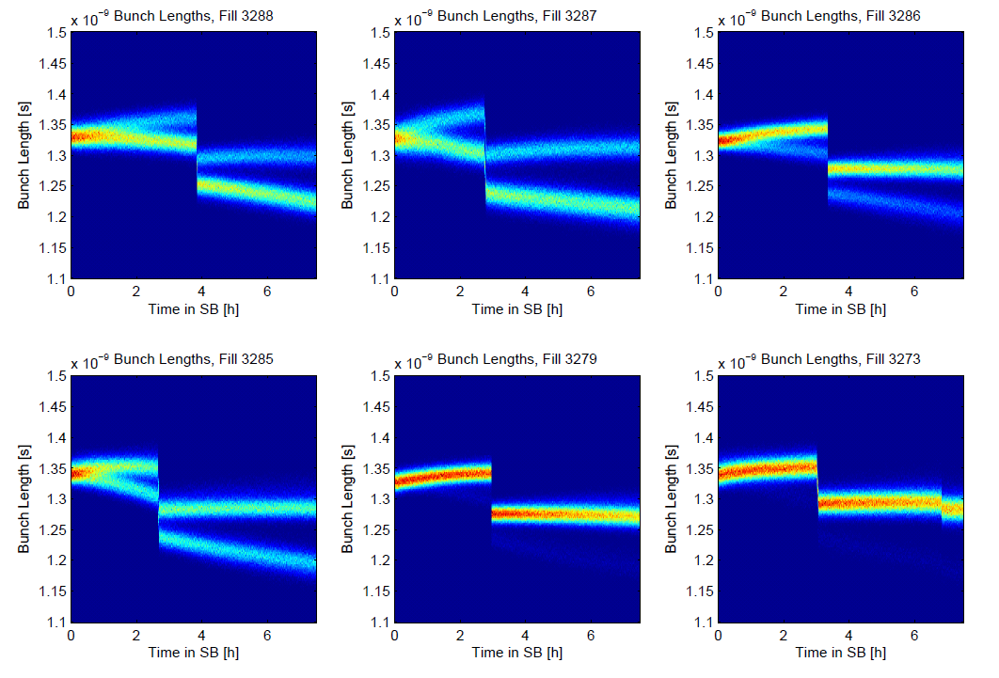 x 10⁻⁹ Bunch Lengths, Fill 3288
1.5
1.45
1.4
1.35
1.3
1.25
1.2
1.15
1.1
Bunch Length [s]
0 2 4 6
Time in SB [h]
x 10⁻⁹ Bunch Lengths, Fill 3287
1.5
1.45
1.4
1.35
1.3
1.25
1.2
1.15
1.1
Bunch Length [s]
0 2 4 6
Time in SB [h]
x 10⁻⁹ Bunch Lengths, Fill 3286
1.5
1.45
1.4
1.35
1.3
1.25
1.2
1.15
1.1
Bunch Length [s]
0 2 4 6
Time in SB [h]
x 10⁻⁹ Bunch Lengths, Fill 3285
1.5
1.45
1.4
1.35
1.3
1.25
1.2
1.15
1.1
Bunch Length [s]
0 2 4 6
Time in SB [h]
x 10⁻⁹ Bunch Lengths, Fill 3279
1.5
1.45
1.4
1.35
1.3
1.25
1.2
1.15
1.1
Bunch Length [s]
0 2 4 6
Time in SB [h]
x 10⁻⁹ Bunch Lengths, Fill 3273
1.5
1.45
1.4
1.35
1.3
1.25
1.2
1.15
1.1
Bunch Length [s]
0 2 4 6
Time in SB [h]